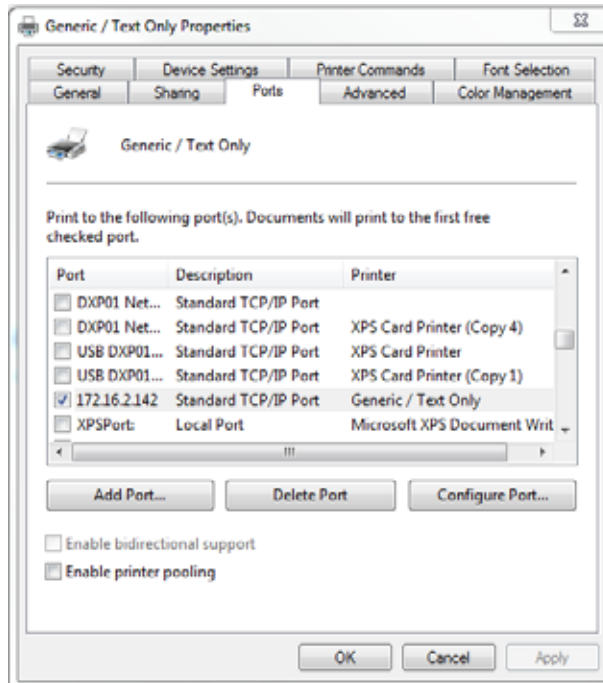 Generic / Text Only Properties
Security Device Settings Printer Commands Font Selection
General Sharing Ports Advanced Color Management
Generic / Text Only
Print to the following port(s). Documents will print to the first free
checked port.
Port Description Printer
DXP01 Net... Standard TCP/IP Port
DXP01 Net... Standard TCP/IP Port XPS Card Printer (Copy 4)
USB DXP01... Standard TCP/IP Port XPS Card Printer
USB DXP01... Standard TCP/IP Port XPS Card Printer (Copy 1)
172.16.2.142 Standard TCP/IP Port Generic / Text Only
XPSPort: Local Port Microsoft XPS Document Writ
Add Port... Delete Port Configure Port...
Enable bidirectional support
Enable printer pooling
OK Cancel Apply